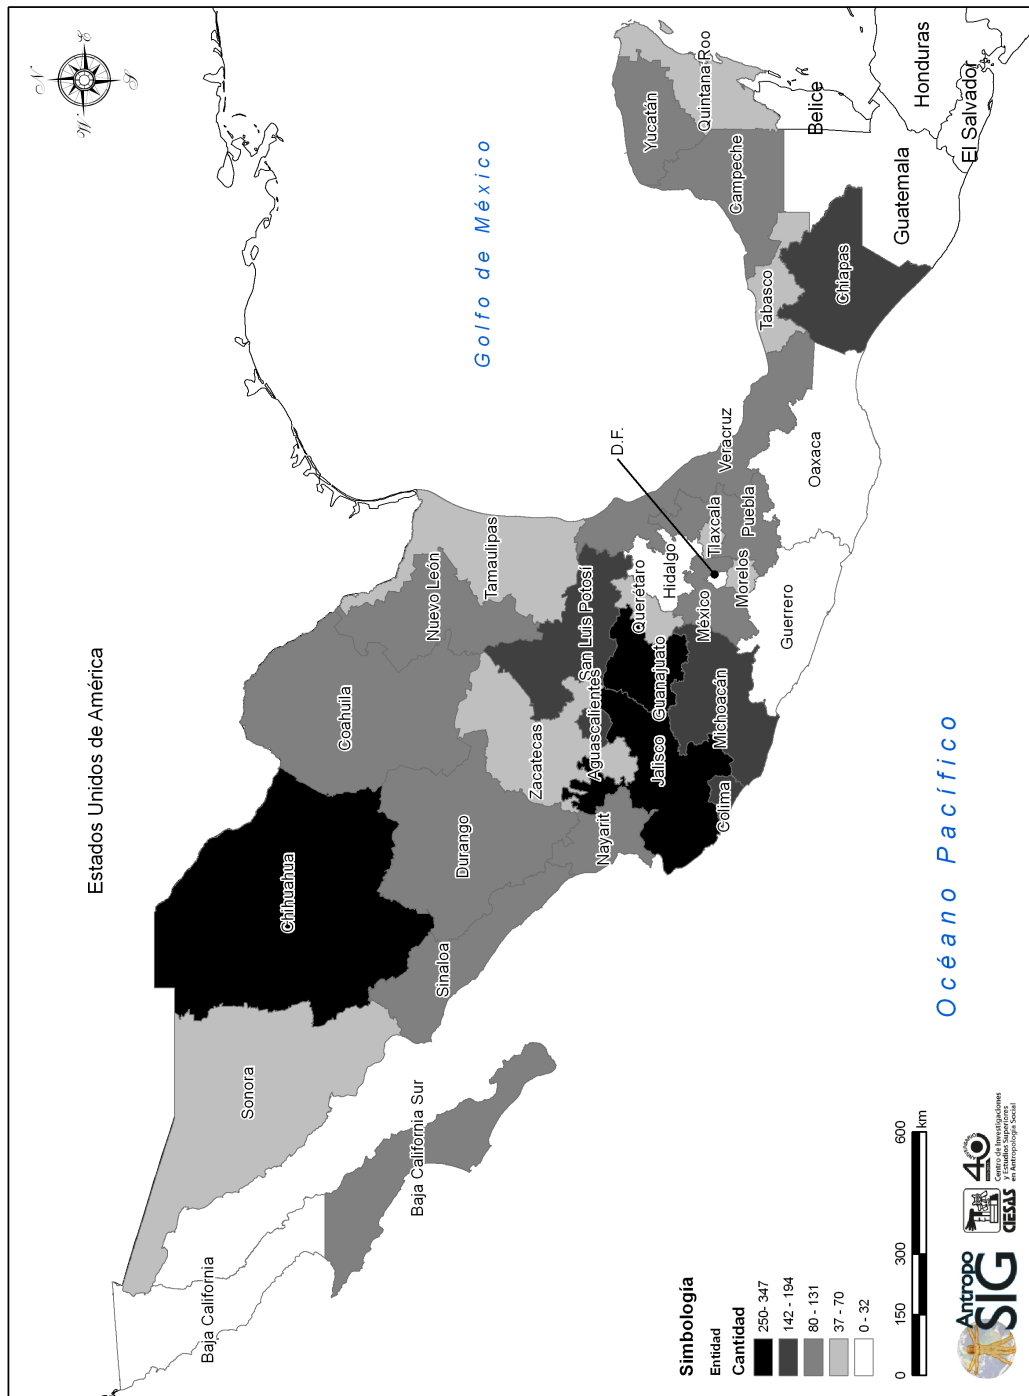 N
E
W
S
Estados Unidos de América
Golfo de México
Océano Pacífico
Baja California
Baja California Sur
Sonora
Chihuahua
Sinaloa
Durango
Coahuila
Nuevo León
Tamaulipas
Zacatecas
Nayarit
Aguascalientes
San Luis Potosí
Jalisco
Guanajuato
Querétaro
Hidalgo
Colima
Michoacán
México
D.F.
Morelos
Tlaxcala
Puebla
Veracruz
Guerrero
Oaxaca
Tabasco
Chiapas
Campeche
Yucatán
Quintana Roo
Belice
Guatemala
Honduras
El Salvador
Simbología
Entidad
Cantidad
250- 347
142 - 194
80 - 131
37 - 70
0 - 32
0 150 300 600
km
Antropo
SIG
CIESAS
40
ANIVERSARIO
Centro de Investigaciones
y Estudios Superiores
en Antropología Social